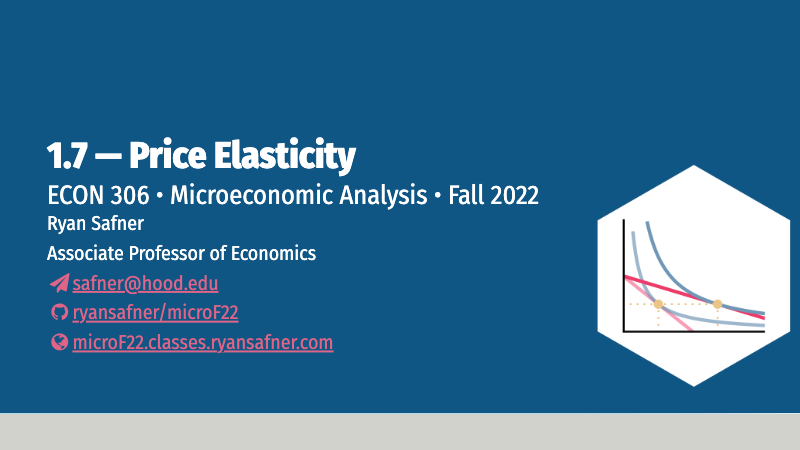 1.7 — Price Elasticity
ECON 306 • Microeconomic Analysis • Fall 2022
Ryan Safner
Associate Professor of Economics
safner@hood.edu
ryansafner/microF22
microF22.classes.ryansafner.com